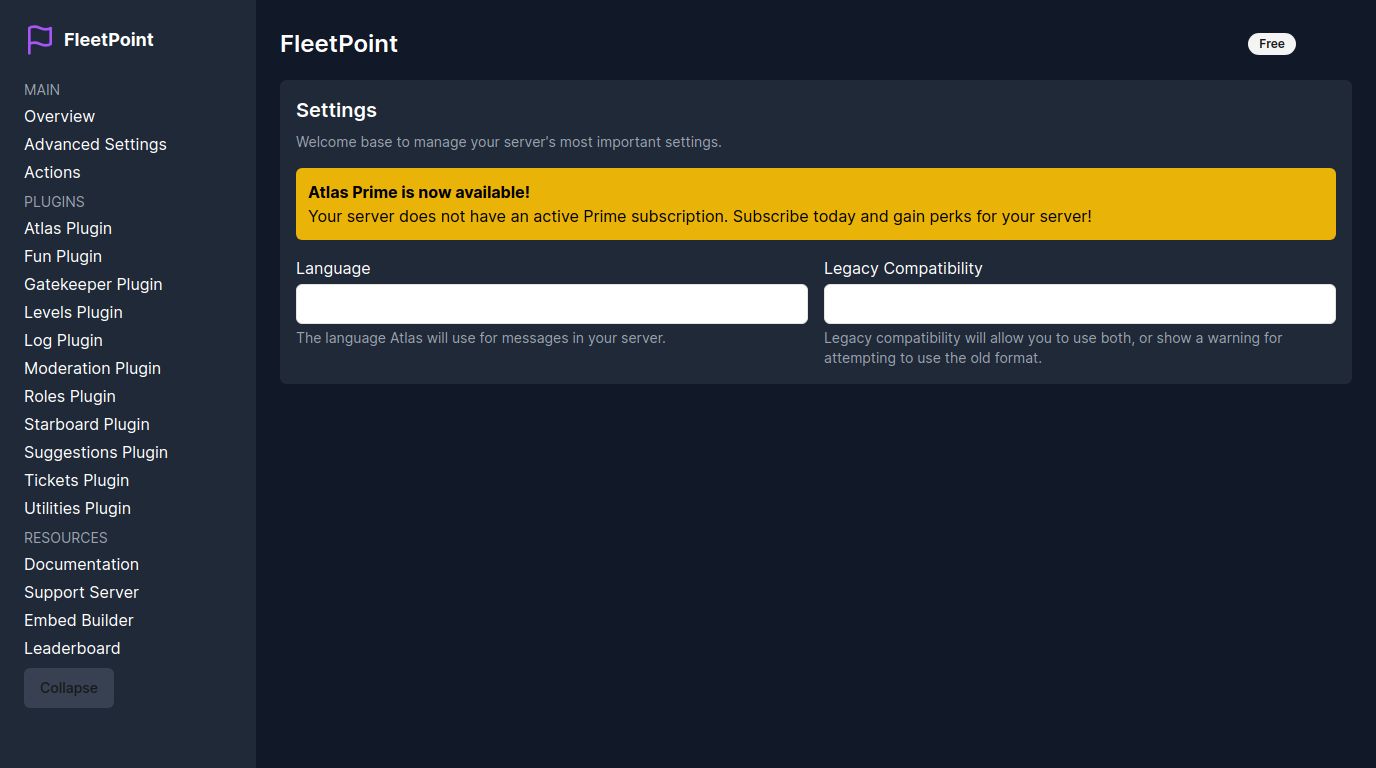 FleetPoint
MAIN
Overview
Advanced Settings
Actions
PLUGINS
Atlas Plugin
Fun Plugin
Gatekeeper Plugin
Levels Plugin
Log Plugin
Moderation Plugin
Roles Plugin
Starboard Plugin
Suggestions Plugin
Tickets Plugin
Utilities Plugin
RESOURCES
Documentation
Support Server
Embed Builder
Leaderboard
Collapse
FleetPoint
Free
Settings
Welcome base to manage your server's most important settings.
Atlas Prime is now available!
Your server does not have an active Prime subscription. Subscribe today and gain perks for your server!
Language
The language Atlas will use for messages in your server.
Legacy Compatibility
Legacy compatibility will allow you to use both, or show a warning for
attempting to use the old format.